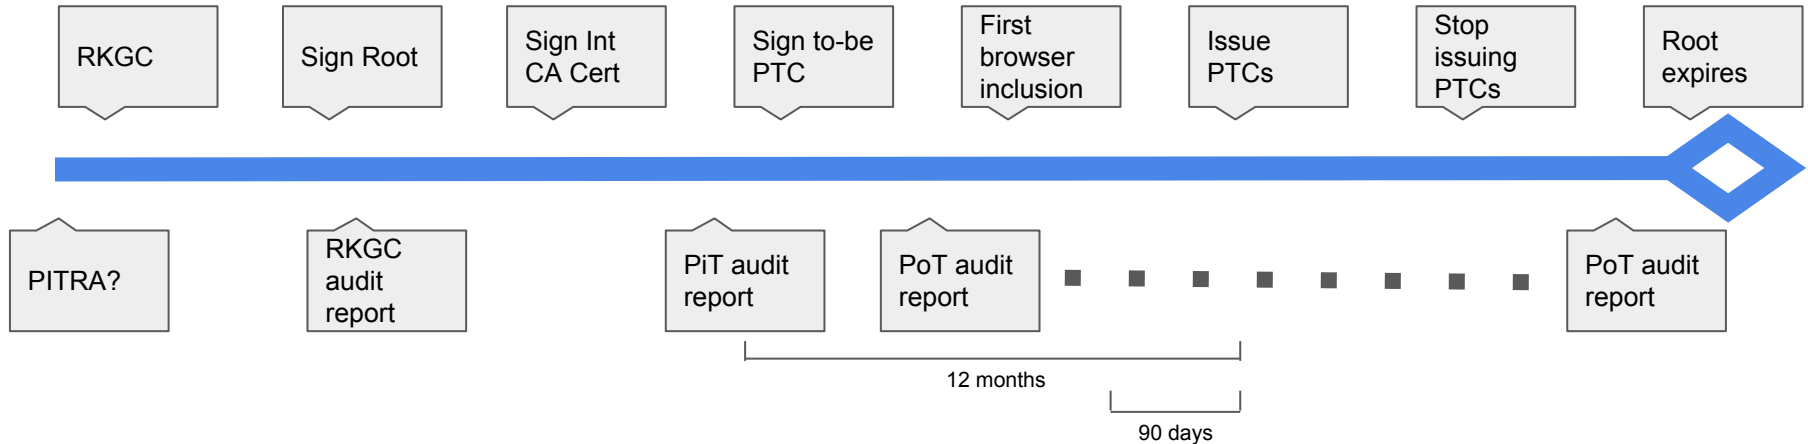 RKGC
Sign Root
Sign Int
CA Cert
Sign to-be
PTC
First
browser
inclusion
Issue
PTCs
Stop
issuing
PTCs
Root
expires
PITRA?
RKGC
audit
report
PiT audit
report
PoT audit
report
PoT audit
report
12 months
90 days